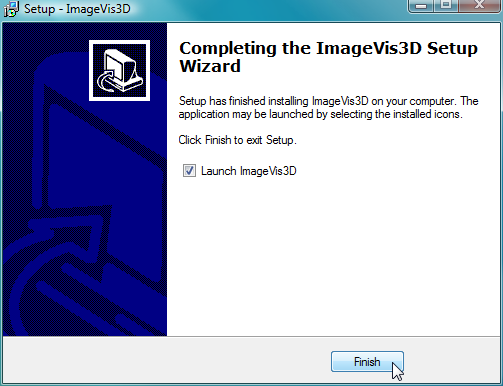 Setup - ImageVis3D
Completing the ImageVis3D Setup
Wizard
Setup has finished installing ImageVis3D on your computer. The
application may be launched by selecting the installed icons.
Click Finish to exit Setup.
Launch ImageVis3D
Finish